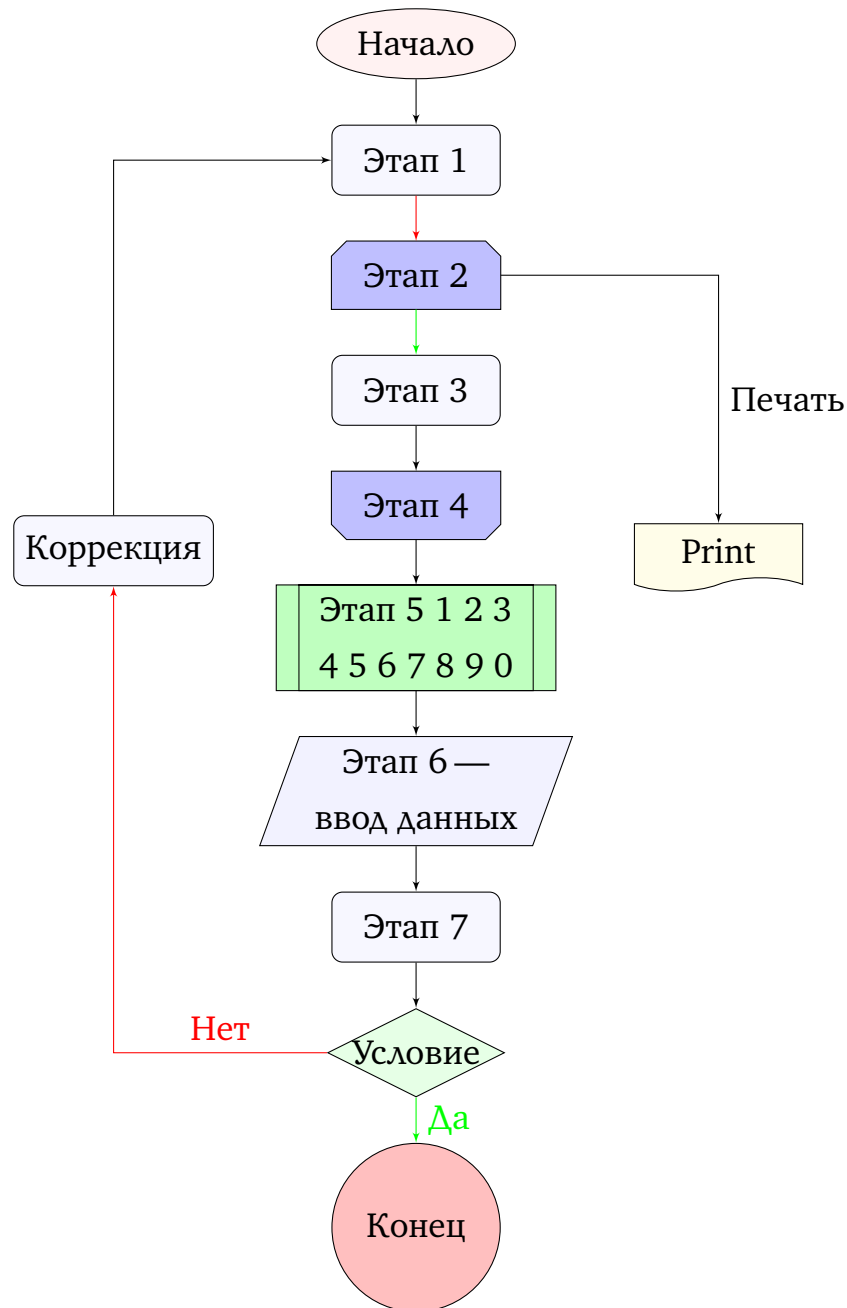 Начало
Этап 1
Этап 2
Этап 3
Печать
Этап 4
Коррекция
Print
Этап 5 1 2 3
4 5 6 7 8 9 0
Этап 6 —
ввод данных
Этап 7
Нет
Условие
Да
Конец